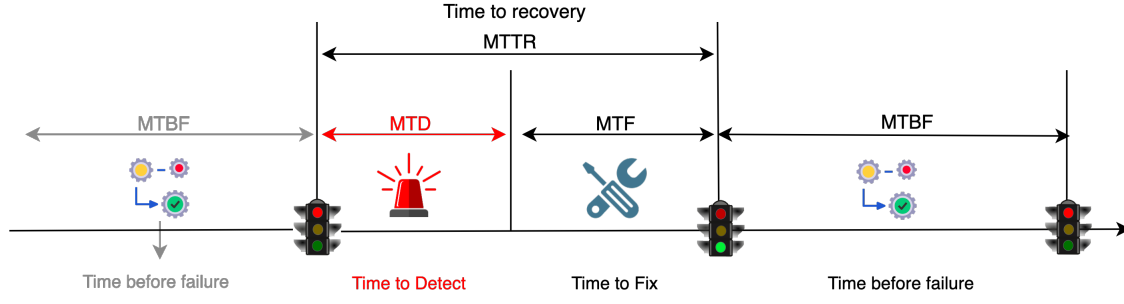 Time to recovery
MTTR
MTBF
MTD
MTF
MTBF
Time before failure
Time to Detect
Time to Fix
Time before failure